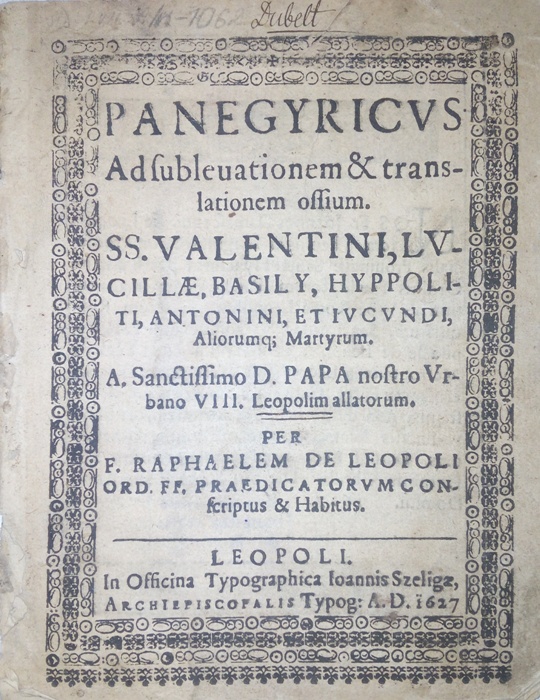 Dubelt
PANEGYRICVS
Ad subleuationem & trans-
lationem ossium.
SS. VALENTINI, LV-
CILLÆ, BASILY, HYPPOLI-
TI, ANTONINI, ET IVCVNDI,
Aliorumq; Martyrum.
A. Sanctissimo D. PAPA nostro Vr-
bano VIII. Leopolim allatorum.
PER
F. RAPHAELEM DE LEOPOLI
ORD. FF. PRAEDICATORVM CON-
scriptus & Habitus.
LEOPOLI.
In Officina Typographica Ioannis Szeligæ,
ARCHIEPISCOPALIS Typog: A. D. 1627